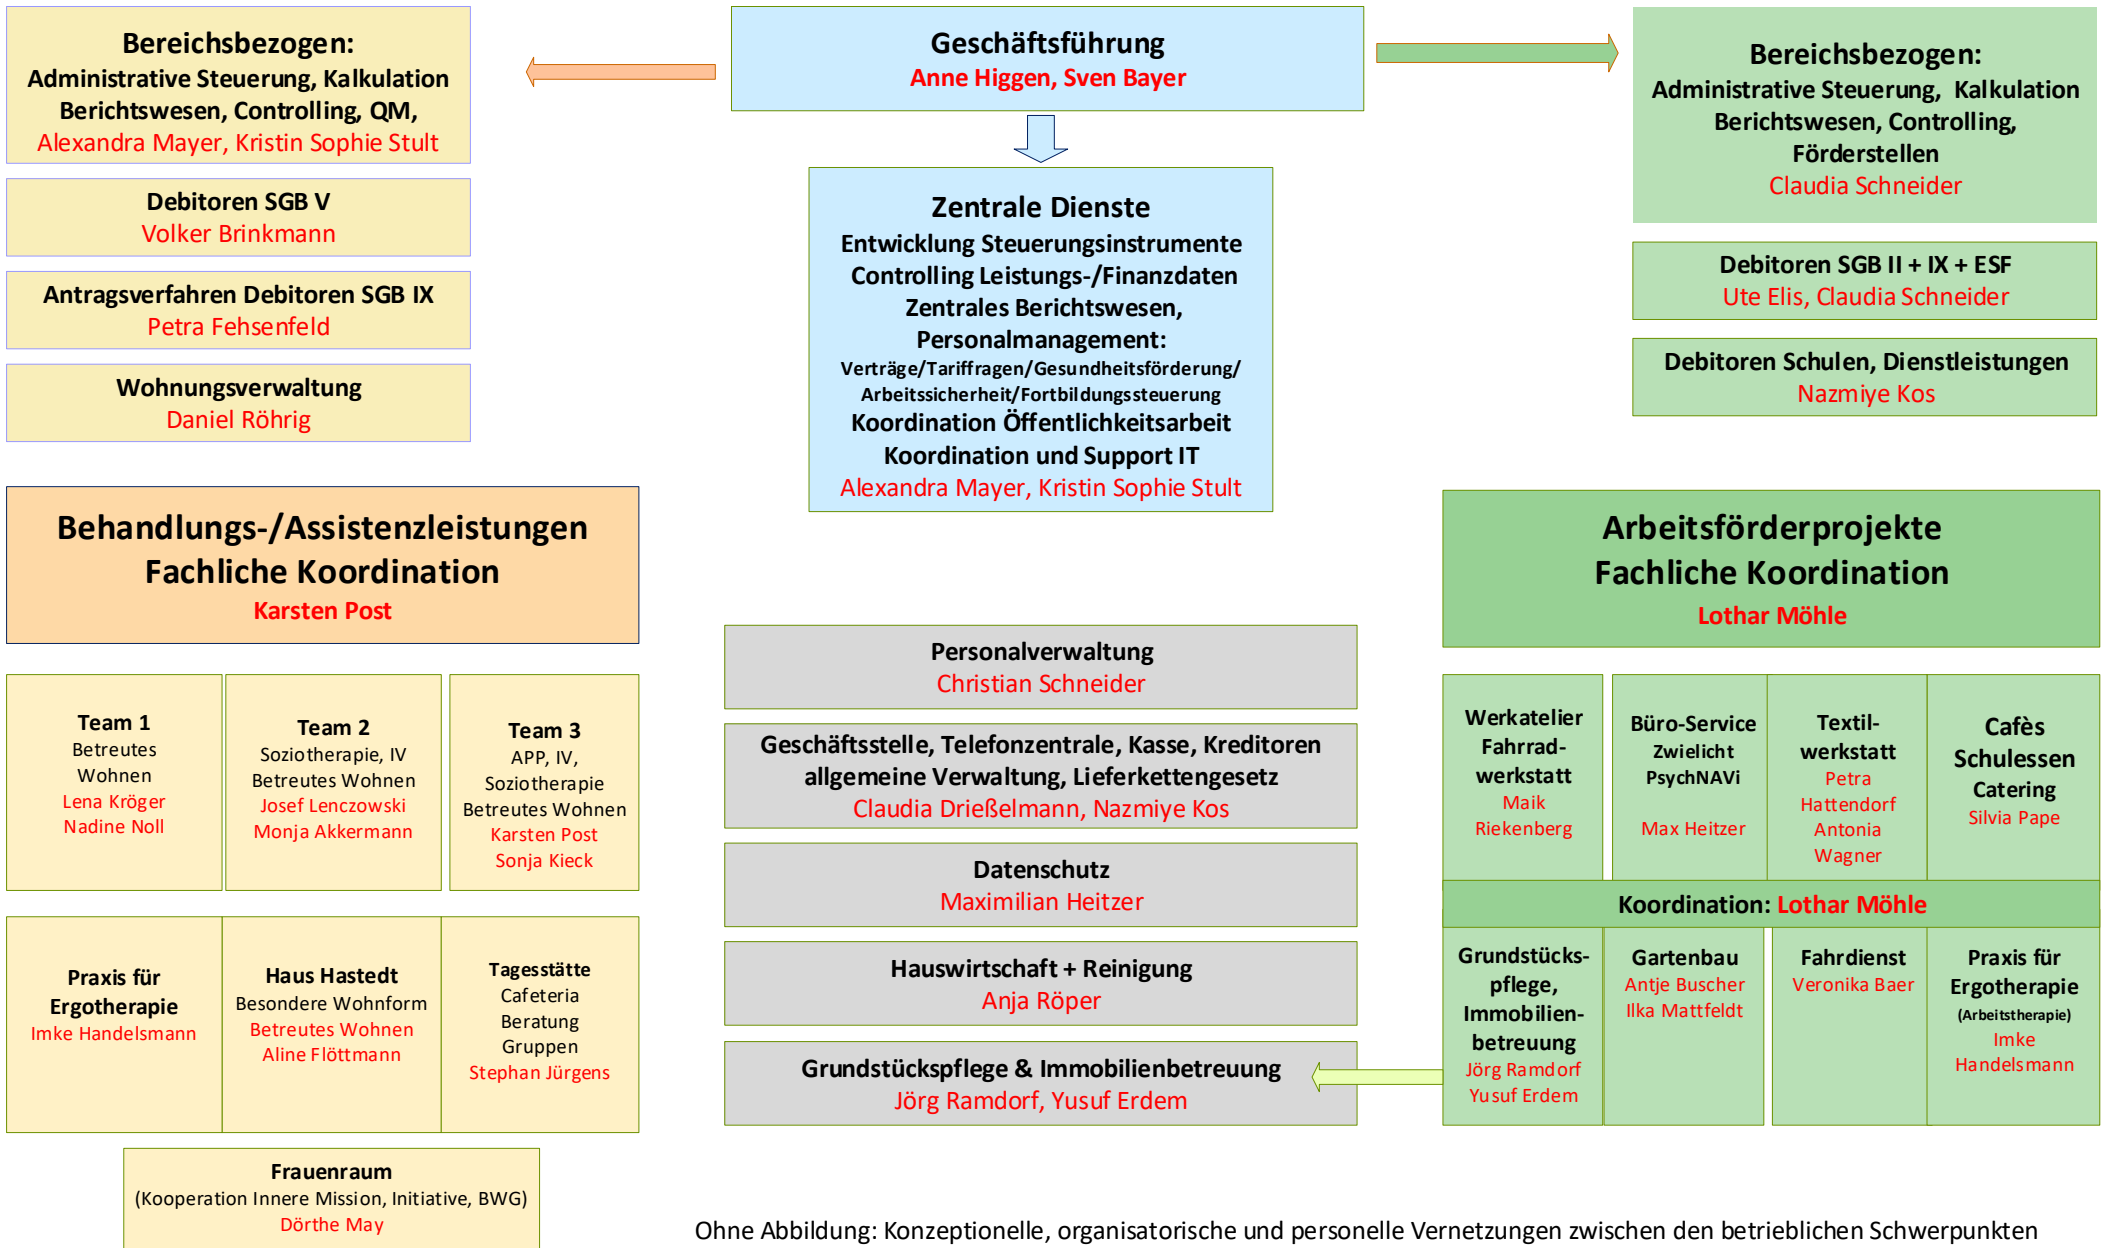 Bereichsbezogen:
Administrative Steuerung, Kalkulation
Berichtswesen, Controlling, QM,
Alexandra Mayer, Kristin Sophie Stult
Debitoren SGB V
Volker Brinkmann
Antragsverfahren Debitoren SGB IX
Petra Fehsenfeld
Wohnungsverwaltung
Daniel Röhrig
Geschäftsführung
Anne Higgen, Sven Bayer
Zentrale Dienste
Entwicklung Steuerungsinstrumente
Controlling Leistungs-/Finanzdaten
Zentrales Berichtswesen,
Personalmanagement:
Verträge/Tariffragen/Gesundheitsförderung/
Arbeitssicherheit/Fortbildungssteuerung
Koordination Öffentlichkeitsarbeit
Koordination und Support IT
Alexandra Mayer, Kristin Sophie Stult
Bereichsbezogen:
Administrative Steuerung, Kalkulation
Berichtswesen, Controlling,
Förderstellen
Claudia Schneider
Debitoren SGB II + IX + ESF
Ute Elis, Claudia Schneider
Debitoren Schulen, Dienstleistungen
Nazmiye Kos
Behandlungs-/Assistenzleistungen
Fachliche Koordination
Karsten Post
Team 1
Betreutes
Wohnen
Lena Kröger
Nadine Noll
Team 2
Soziotherapie, IV
Betreutes Wohnen
Josef Lenczowski
Monja Akkermann
Team 3
APP, IV,
Soziotherapie
Betreutes Wohnen
Karsten Post
Sonja Kieck
Praxis für
Ergotherapie
Imke Handelsmann
Haus Hastedt
Besondere Wohnform
Betreutes Wohnen
Aline Flöttmann
Tagesstätte
Cafeteria
Beratung
Gruppen
Stephan Jürgens
Frauenraum
(Kooperation Innere Mission, Initiative, BWG)
Dörthe May
Personalverwaltung
Christian Schneider
Geschäftsstelle, Telefonzentrale, Kasse, Kreditoren
allgemeine Verwaltung, Lieferkettengesetz
Claudia Drießelmann, Nazmiye Kos
Datenschutz
Maximilian Heitzer
Hauswirtschaft + Reinigung
Anja Röper
Grundstückspflege & Immobilienbetreuung
Jörg Ramdorf, Yusuf Erdem
Arbeitsförderprojekte
Fachliche Koordination
Lothar Möhle
Werkatelier
Fahrrad-
werkstatt
Maik
Riekenberg
Büro-Service
Zwielicht
PsychNAVi
Max Heitzer
Textil-
werkstatt
Petra
Hattendorf
Antonia
Wagner
Cafès
Schulessen
Catering
Silvia Pape
Koordination: Lothar Möhle
Grundstücks-
pflege,
Immobilien-
betreuung
Jörg Ramdorf
Yusuf Erdem
Gartenbau
Antje Buscher
Ilka Mattfeldt
Fahrdienst
Veronika Baer
Praxis für
Ergotherapie
(Arbeitstherapie)
Imke
Handelsmann
Ohne Abbildung: Konzeptionelle, organisatorische und personelle Vernetzungen zwischen den betrieblichen Schwerpunkten